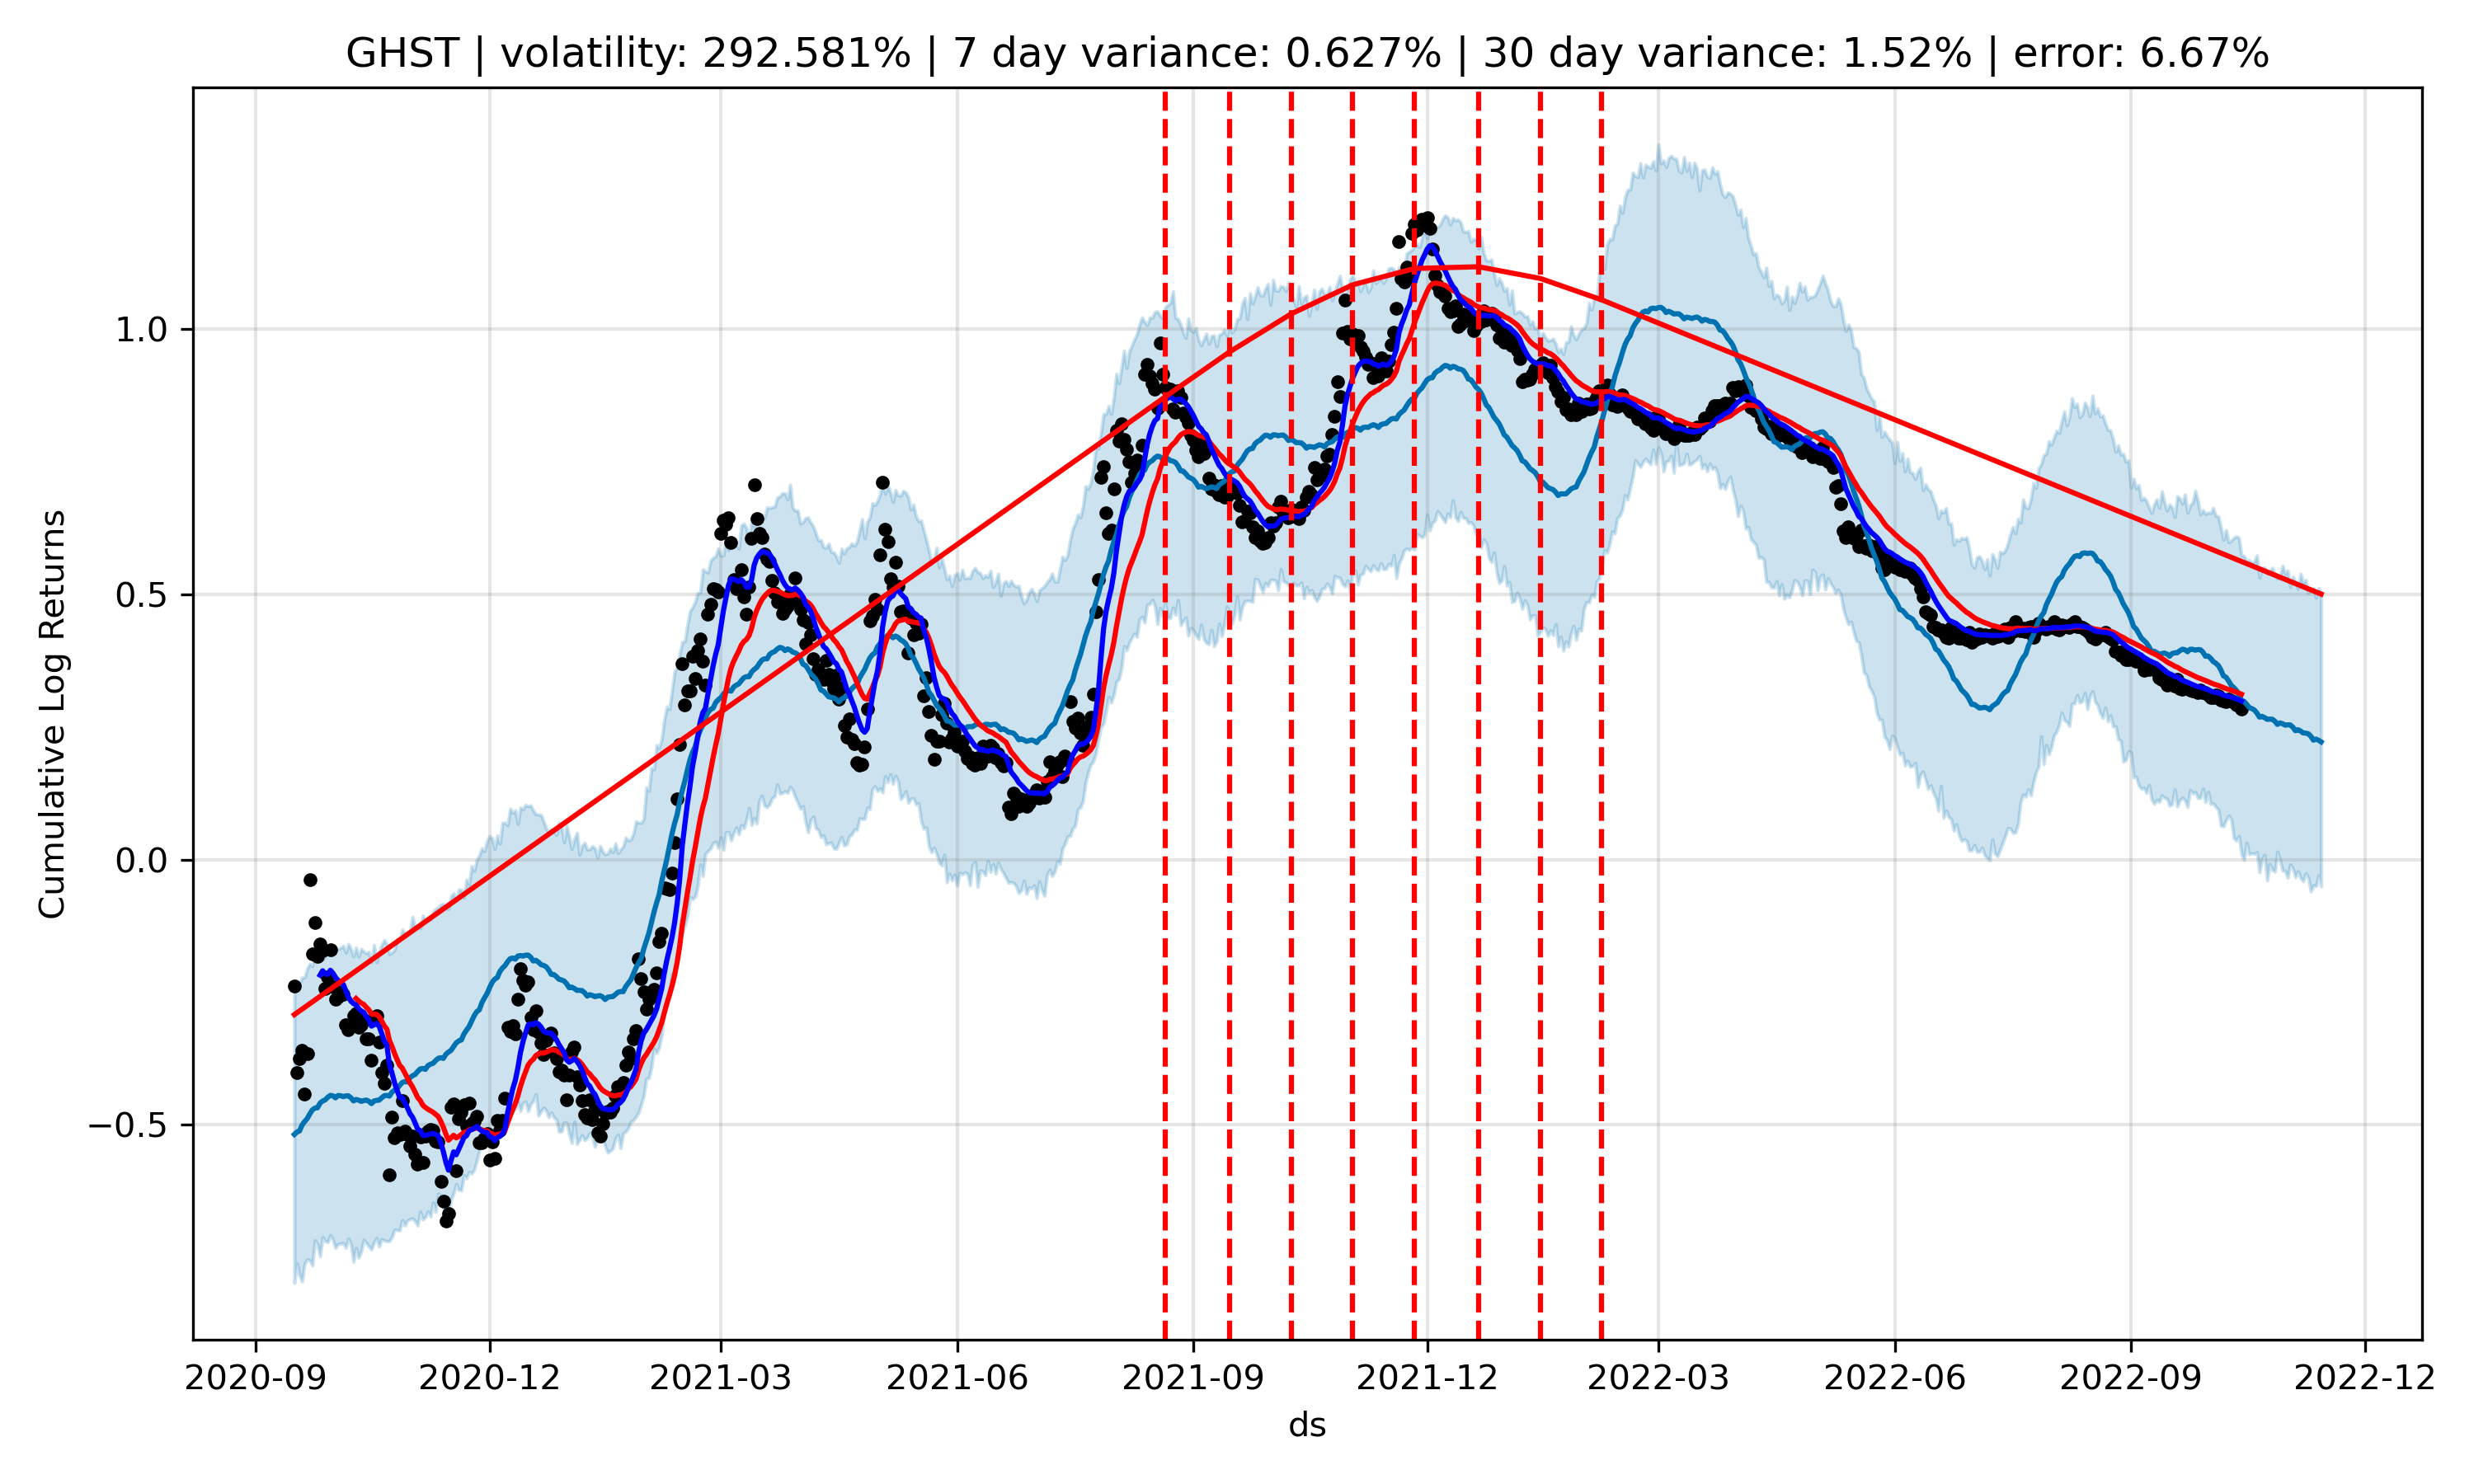 GHST | volatility: 292.581% | 7 day variance: 0.627% | 30 day variance: 1.52% | error: 6.67%
Cumulative Log Returns
1.0
0.5
0.0
−0.5
2020-09 2020-12 2021-03 2021-06 2021-09 2021-12 2022-03 2022-06 2022-09 2022-12
ds